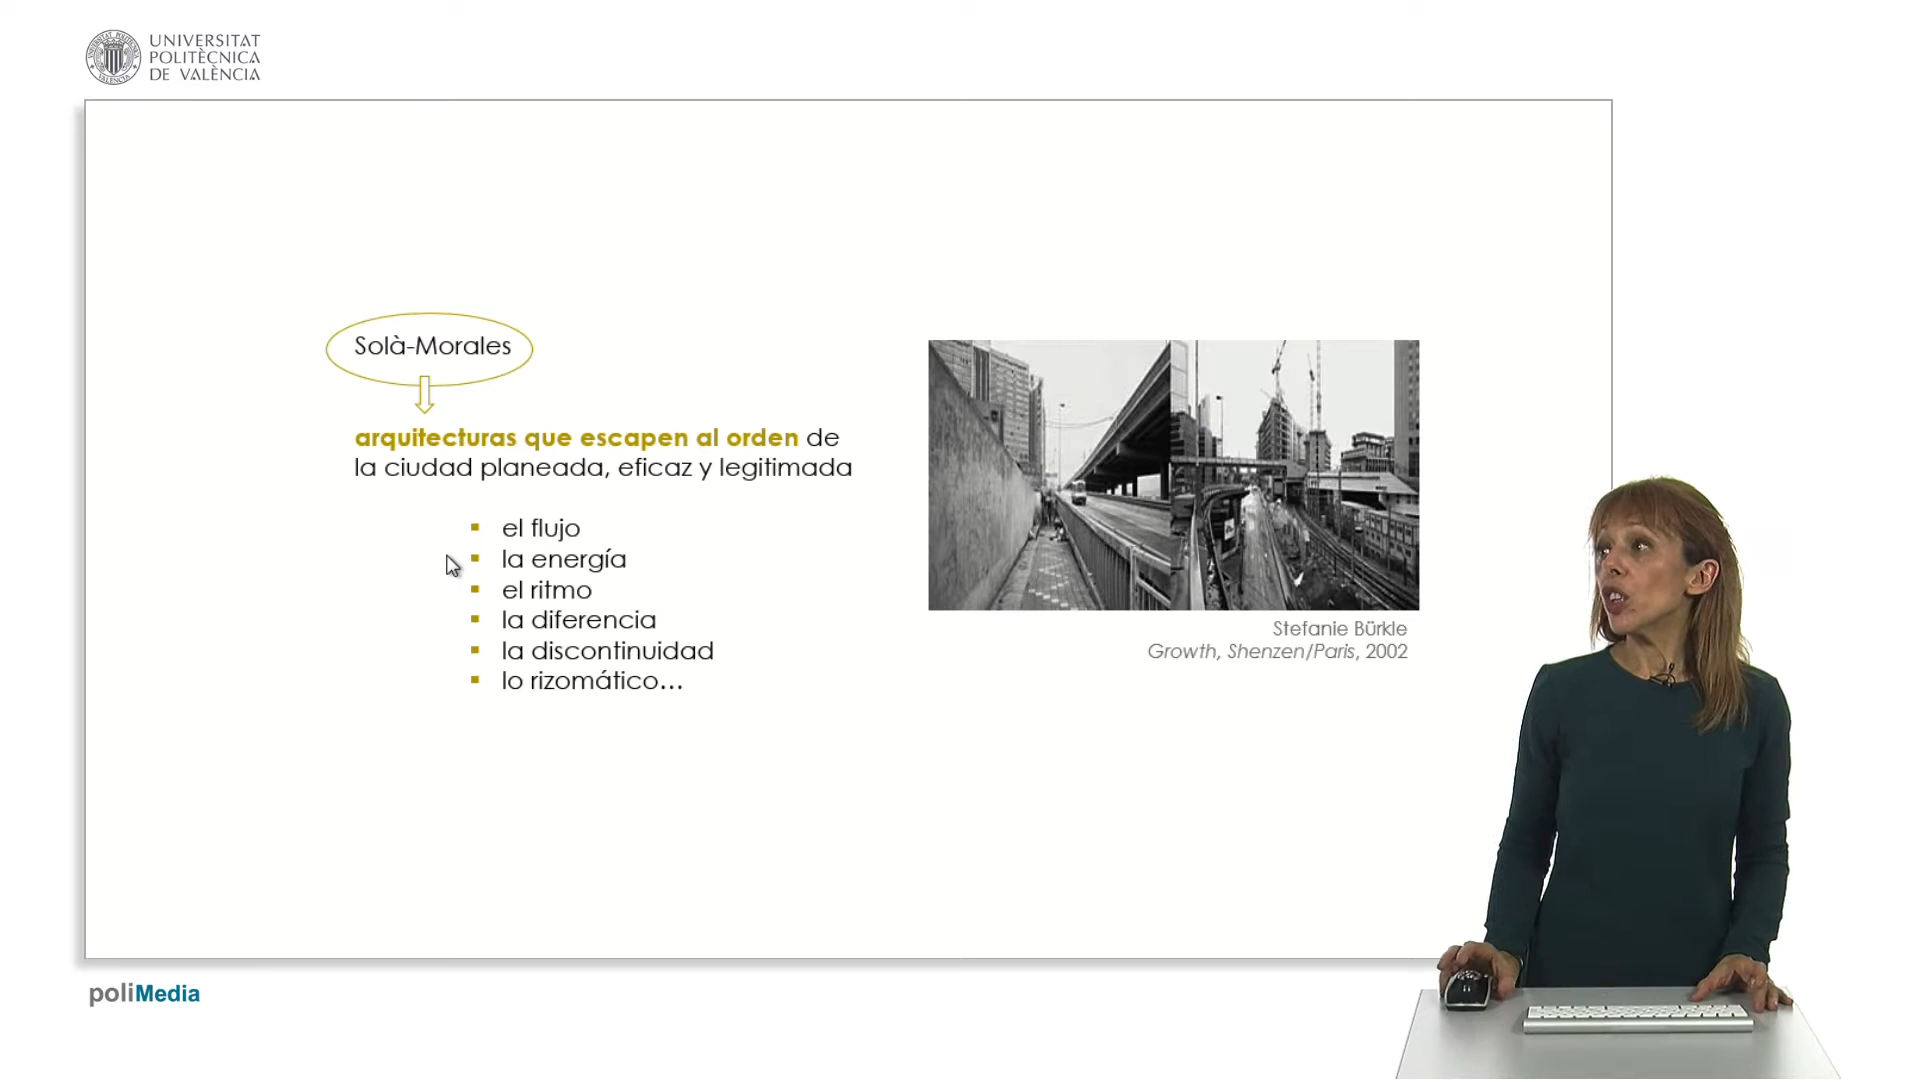 UNIVERSITAT
POLITÈCNICA
DE VALÈNCIA
Solà-Morales
arquitecturas que escapen al orden de
la ciudad planeada, eficaz y legitimada
▪ el flujo
▪ la energía
▪ el ritmo
▪ la diferencia
▪ la discontinuidad
▪ lo rizomático...
Stefanie Bürkle
Growth, Shenzen/Paris, 2002
poliMedia